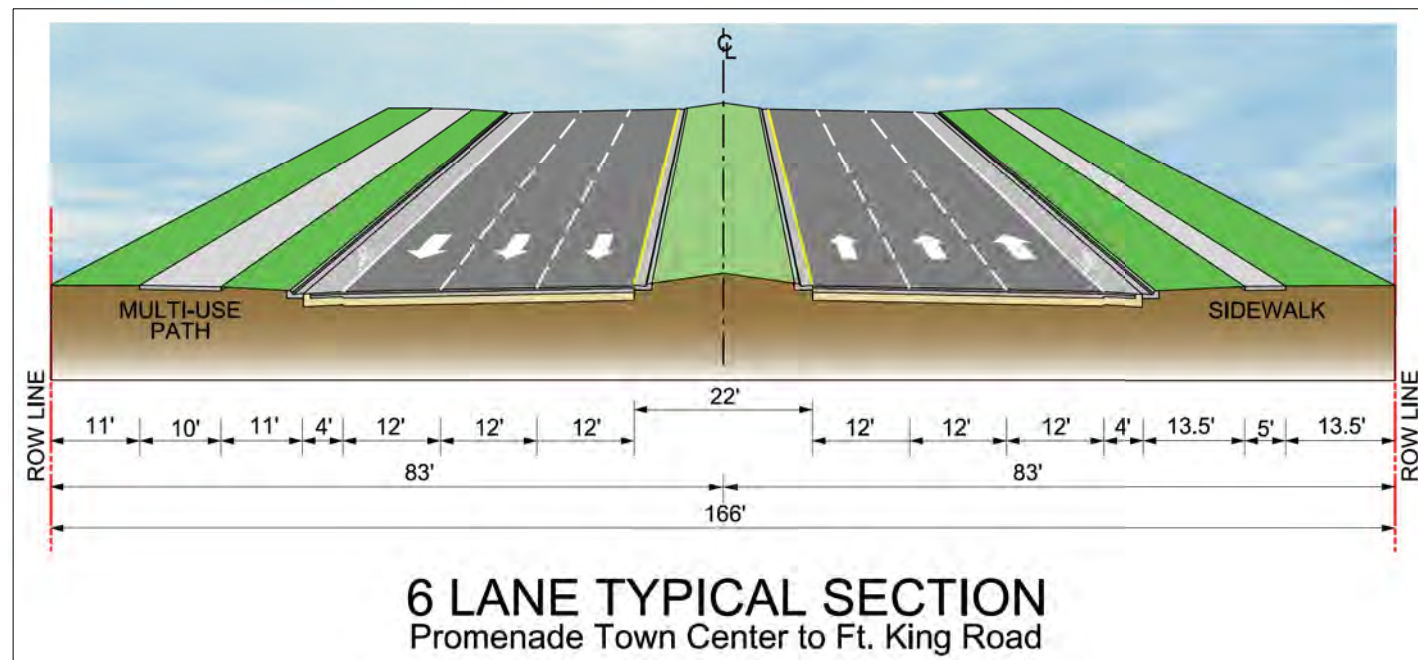 CL
MULTI-USE
PATH
SIDEWALK
ROW LINE
ROW LINE
22'
11' 10' 11' 4' 12' 12' 12' 12' 12' 12' 4' 13.5' 5' 13.5'
83' 83'
166'
6 LANE TYPICAL SECTION
Promenade Town Center to Ft. King Road